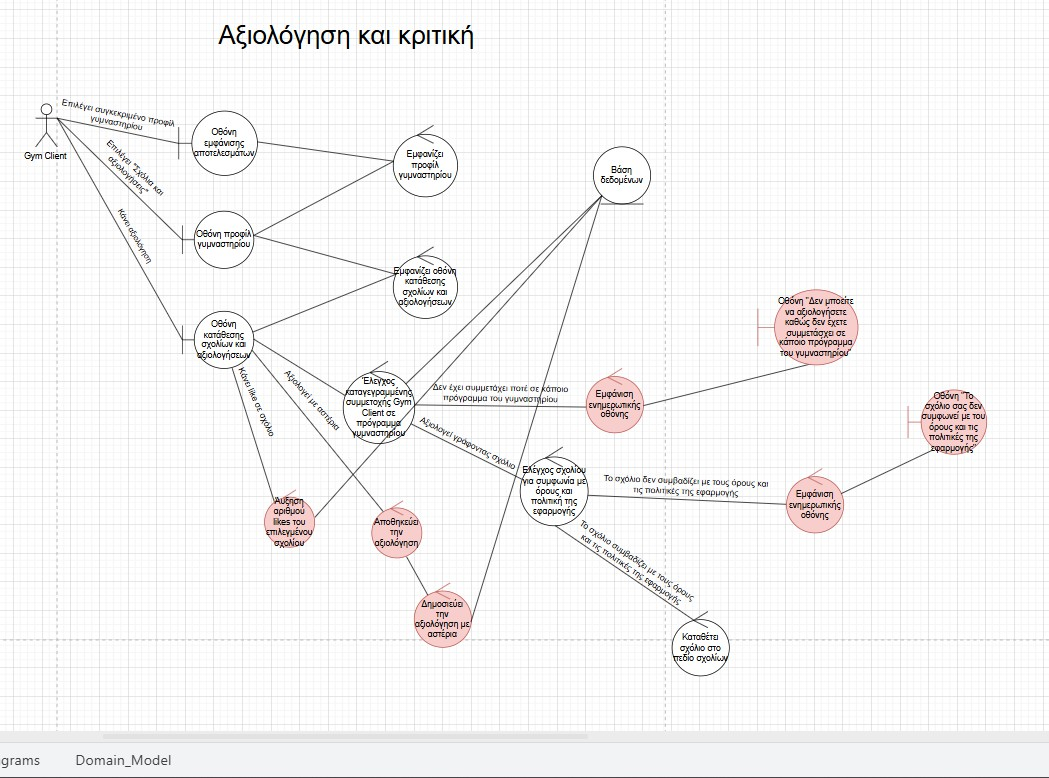 Αξιολόγηση και κριτική
Επιλέγει συγκεκριμένο προφίλ
γυμναστηρίου
Gym Client
Οθόνη
εμφάνισης
αποτελεσμάτων
Εμφανίζει
προφίλ
γυμναστηρίου
Βάση
δεδομένων
Επιλέγει "Σχόλια και
αξιολογήσεις"
Κάνει αξιολόγηση
Οθόνη προφίλ
γυμναστηρίου
Εμφανίζει οθόνη
κατάθεσης
σχολίων και
αξιολογήσεων
Οθόνη
κατάθεσης
σχολίων και
αξιολογήσεων
Οθόνη "Δεν μποείτε
να αξιολογήσετε
καθώς δεν έχετε
συμμετάσχει σε
κάποιο πρόγραμμα
του γυμναστηρίου"
Κάνει like σε σχόλιο
Αξιολογεί με αστέρια
Έλεγχος
καταγεγραμμένης
συμμετοχής Gym
Client σε
πρόγραμμα
γυμναστηρίου
Δεν έχει συμμετάχει ποτέ σε κάποιο
πρόγραμμα του γυμναστηρίου
Εμφάνιση
ενημερωτικής
οθόνης
Οθόνη "Το
σχόλιο σας δεν
συμφωνεί με του
όρους και τις
πολιτικές της
εφαρμογής"
Αξιολογεί γράφοντας σχόλιο
Ελεγχος σχολίου
για συμφωνία με
όρους και
πολιτική της
εφαρμογής
Το σχόλιο δεν συμβαδίζει με τους όρους και
τις πολιτικές της εφαρμογής
Εμφάνιση
ενημερωτικής
οθόνης
Αύξηση
αριθμού
likes του
επιλεγμένου
σχολίου
Αποθηκεύει
την
αξιολόγηση
Το σχόλιο συμβαδίζει με τους όρους
και τις πολιτικές της εφαρμογής
Δημοσιεύει
την
αξιολόγηση με
αστέρια
Καταθέτει
σχόλιο στο
πεδίο σχολίων
grams
Domain_Model